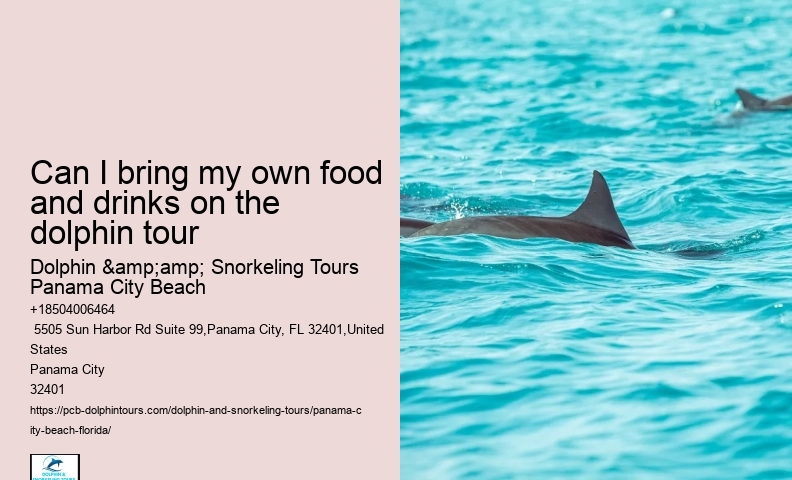 Can I bring my own food
and drinks on the
dolphin tour
Dolphin &amp;amp; Snorkeling Tours
Panama City Beach
+18504006464
5505 Sun Harbor Rd Suite 99,Panama City, FL 32401,United
States
Panama City
32401
https://pcb-dolphintours.com/dolphin-and-snorkeling-tours/panama-c
ity-beach-florida/
DOLPHIN &
SNORKELING TOURS